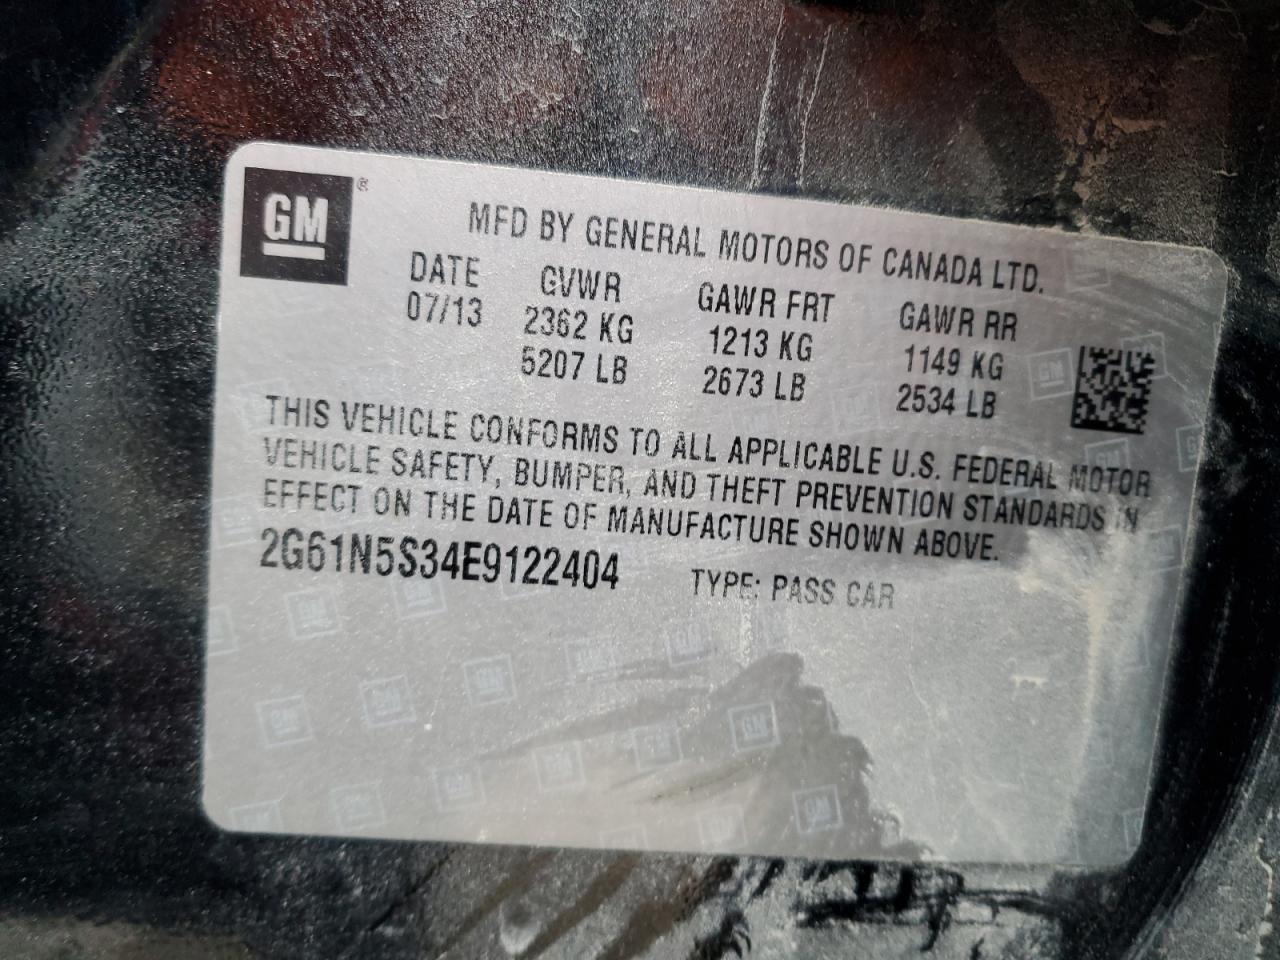 GM ®
MFD BY GENERAL MOTORS OF CANADA LTD.
DATE GVWR GAWR FRT GAWR RR
07/13 2362 KG 1213 KG 1149 KG
5207 LB 2673 LB 2534 LB
THIS VEHICLE CONFORMS TO ALL APPLICABLE U.S. FEDERAL MOTOR
VEHICLE SAFETY, BUMPER, AND THEFT PREVENTION STANDARDS IN
EFFECT ON THE DATE OF MANUFACTURE SHOWN ABOVE.
2G61N5S34E9122404 TYPE: PASS CAR